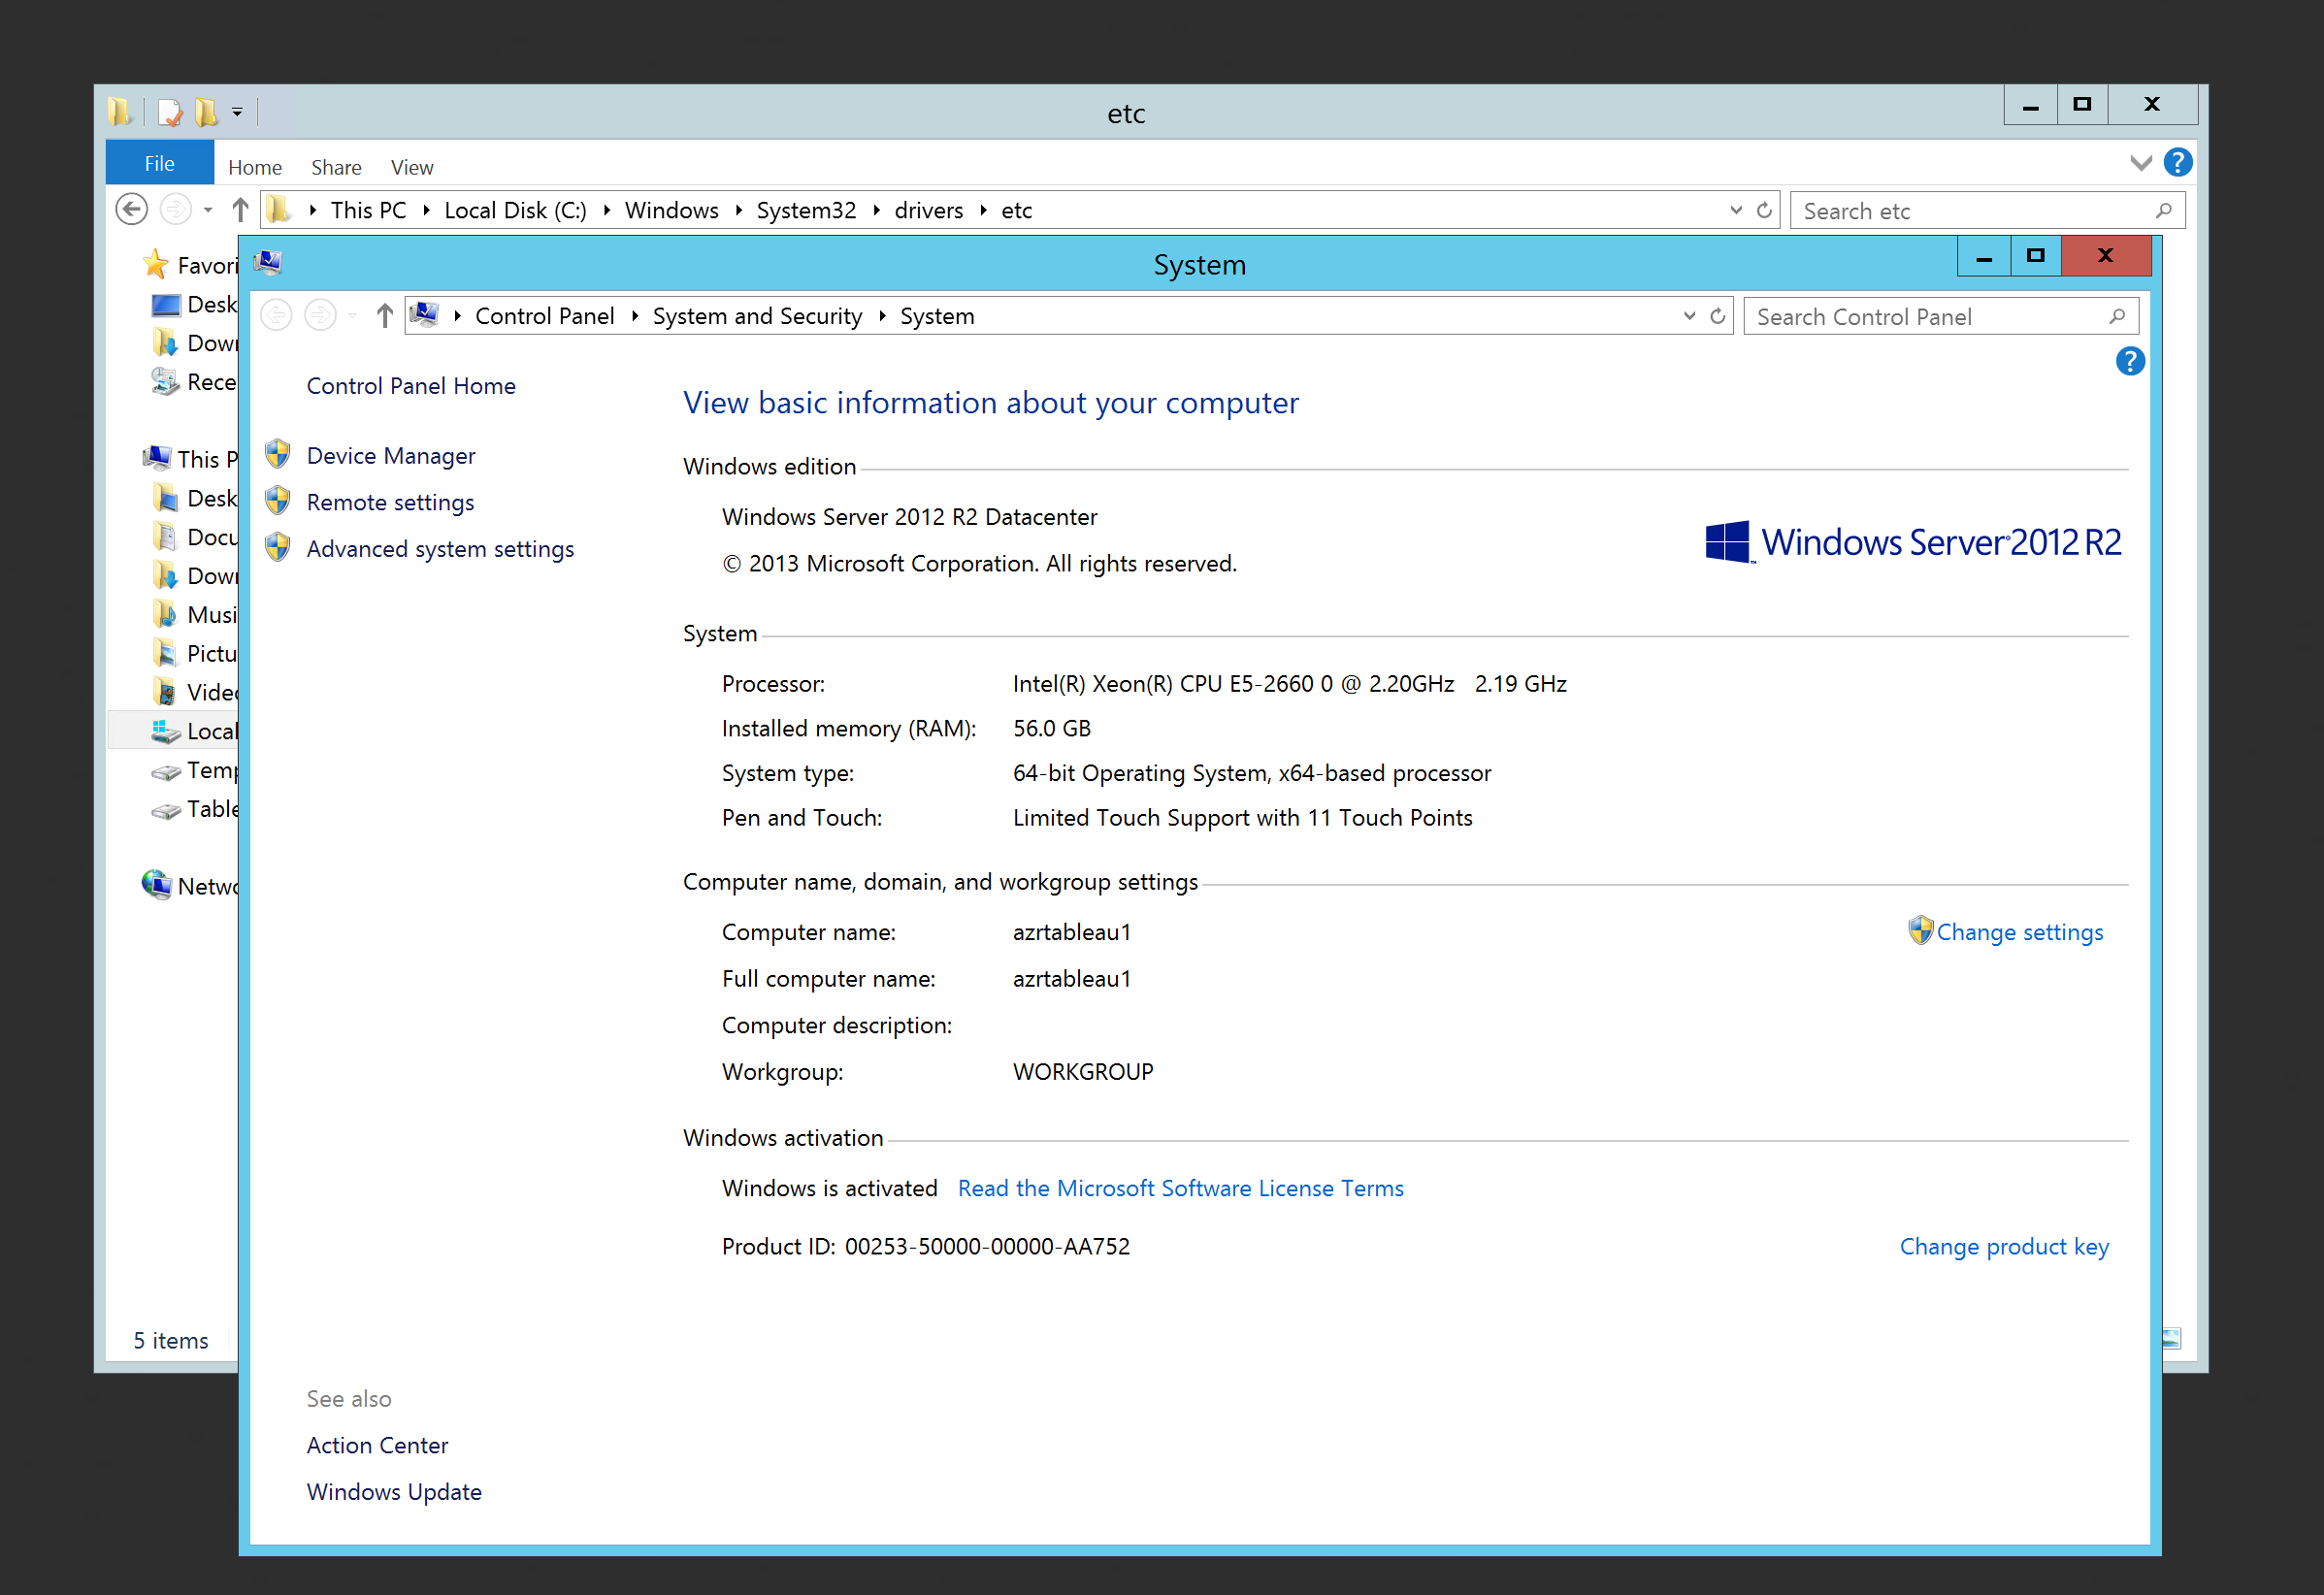 etc
File Home Share View
This PC Local Disk (C:) Windows System32 drivers etc Search etc
Favori
Desk
Down
Rece
This P
Desk
Docu
Down
Musi
Pictu
Vide
Local
Temp
Table
Netwo
5 items
System
Control Panel System and Security System Search Control Panel
Control Panel Home
Device Manager
Remote settings
Advanced system settings
See also
Action Center
Windows Update
View basic information about your computer
Windows edition
Windows Server 2012 R2 Datacenter
© 2013 Microsoft Corporation. All rights reserved.
Windows Server 2012 R2
System
Processor: Intel(R) Xeon(R) CPU E5-2660 0 @ 2.20GHz 2.19 GHz
Installed memory (RAM): 56.0 GB
System type: 64-bit Operating System, x64-based processor
Pen and Touch: Limited Touch Support with 11 Touch Points
Computer name, domain, and workgroup settings
Computer name: azrtableau1 Change settings
Full computer name: azrtableau1
Computer description:
Workgroup: WORKGROUP
Windows activation
Windows is activated Read the Microsoft Software License Terms
Product ID: 00253-50000-00000-AA752 Change product key